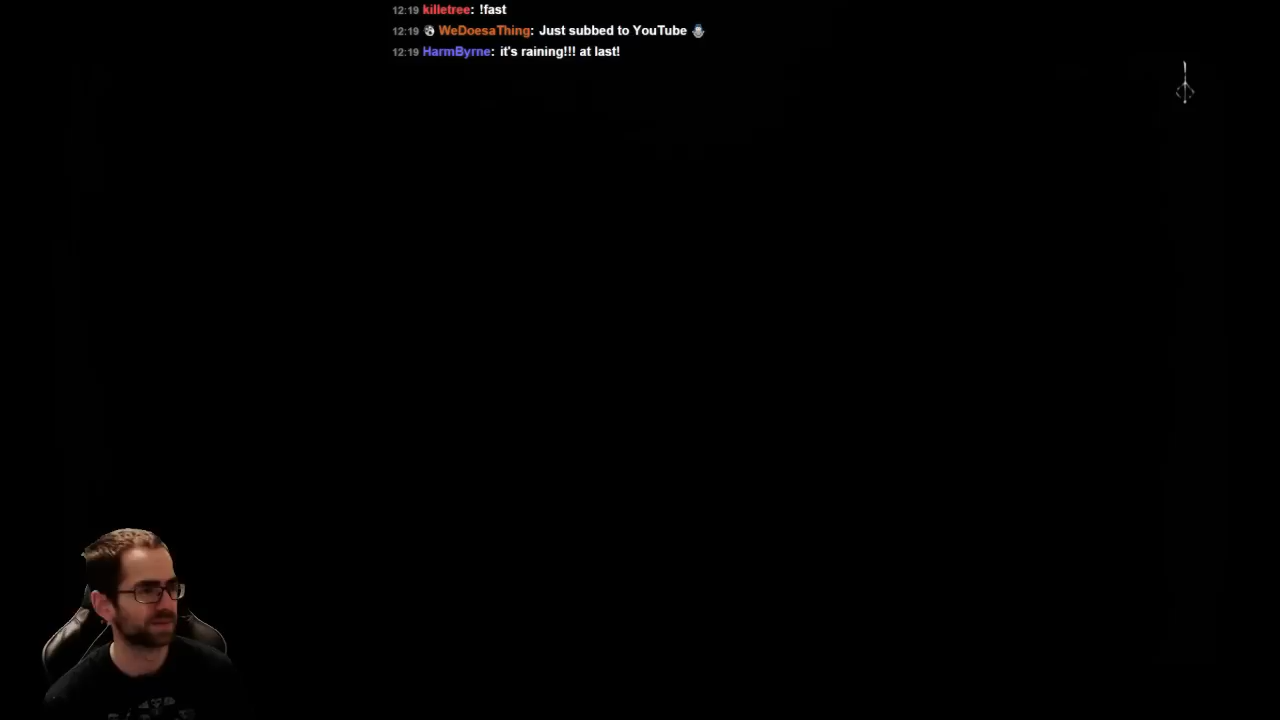 12:19 killetree: !fast
12:19 WeDoesaThing: Just subbed to YouTube
12:19 HarmByrne: it's raining!!! at last!